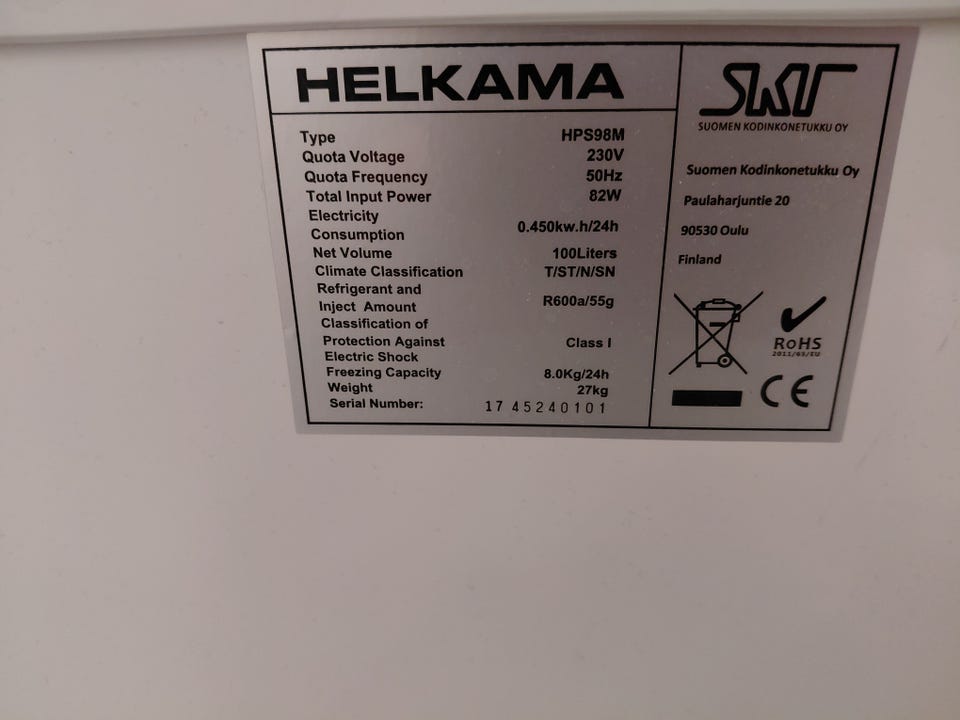 HELKAMA
Type HPS98M
Quota Voltage 230V
Quota Frequency 50Hz
Total Input Power 82W
Electricity
Consumption 0.450kw.h/24h
Net Volume 100Liters
Climate Classification T/ST/N/SN
Refrigerant and
Inject Amount R600a/55g
Classification of
Protection Against Class I
Electric Shock
Freezing Capacity 8.0Kg/24h
Weight 27kg
Serial Number: 17 45240101
SKT
SUOMEN KODINKONETUKKU OY
Suomen Kodinkonetukku Oy
Paulaharjuntie 20
90530 Oulu
Finland
RoHS
2011/65/EU
CE